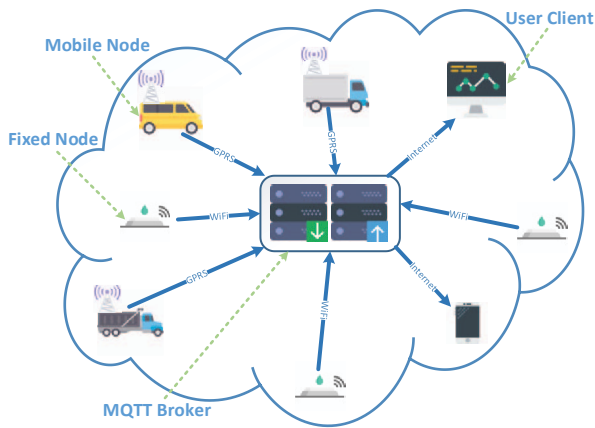 User Client
Mobile Node
GPRS
GPRS
Internet
Fixed Node
WiFi
WiFi
GPRS
WiFi
Internet
MQTT Broker